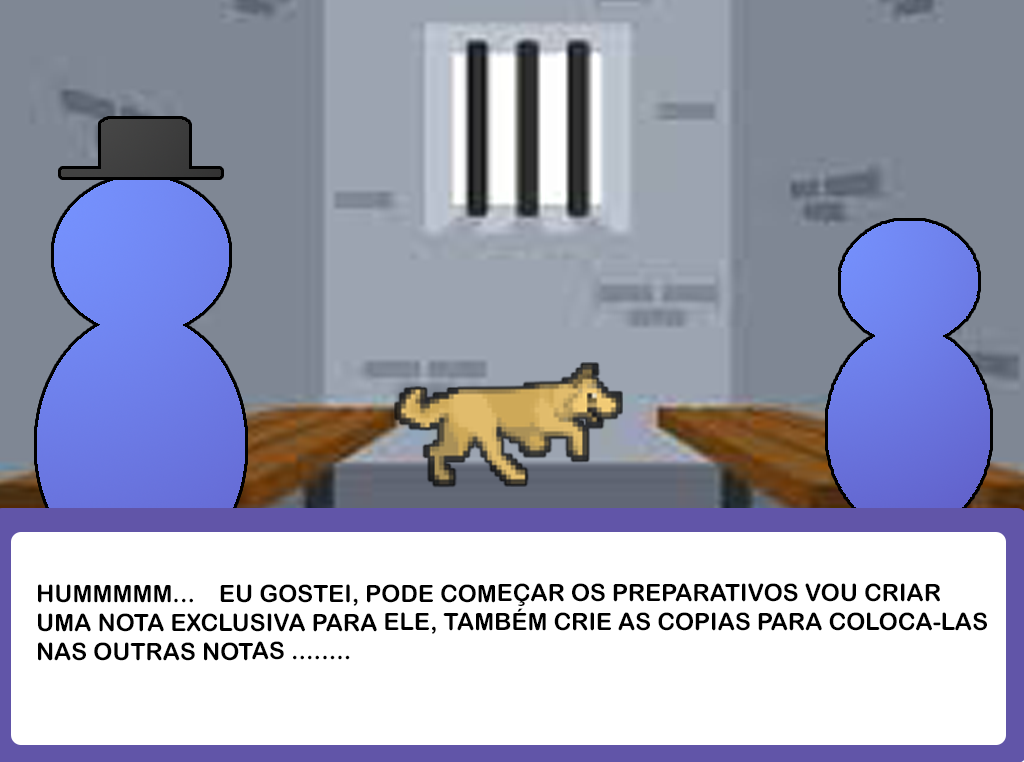 HUMMMMM... EU GOSTEI, PODE COMEÇAR OS PREPARATIVOS VOU CRIAR
UMA NOTA EXCLUSIVA PARA ELE, TAMBÉM CRIE AS COPIAS PARA COLOCA-LAS
NAS OUTRAS NOTAS ........